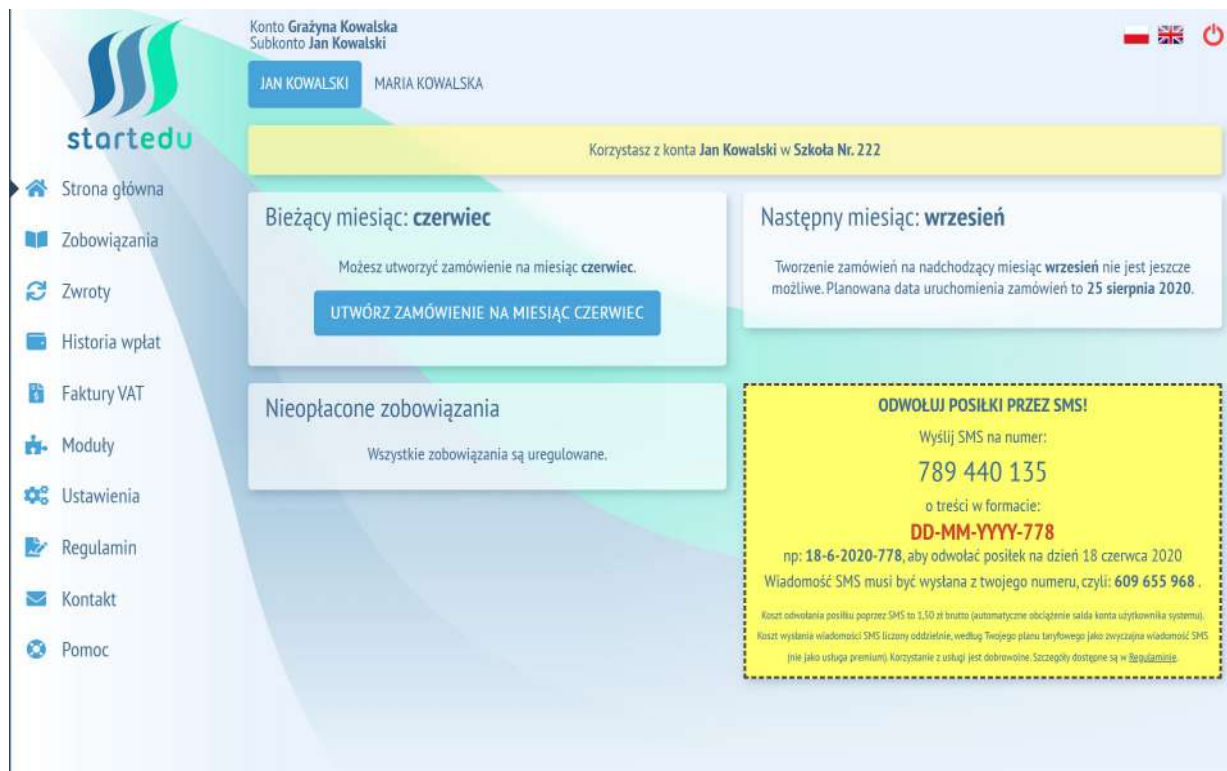 Konto Grażyna Kowalska
Subkonto Jan Kowalski
JAN KOWALSKI
MARIA KOWALSKA
startedu
Korzystasz z konta Jan Kowalski w Szkoła Nr. 222
Strona główna
Zobowiązania
Zwroty
Historia wpłat
Faktury VAT
Moduły
Ustawienia
Regulamin
Kontakt
Pomoc
Bieżący miesiąc: czerwiec
Możesz utworzyć zamówienie na miesiąc czerwiec.
UTWÓRZ ZAMÓWIENIE NA MIESIĄC CZERWIEC
Następny miesiąc: wrzesień
Tworzenie zamówień na nadchodzący miesiąc wrzesień nie jest jeszcze
możliwe. Planowana data uruchomienia zamówień to 25 sierpnia 2020.
Nieopłacone zobowiązania
Wszystkie zobowiązania są uregulowane.
ODWOŁUJ POSIŁKI PRZEZ SMS!
Wyślij SMS na numer:
789 440 135
o treści w formacie:
DD-MM-YYYY-778
np: 18-6-2020-778, aby odwołać posiłek na dzień 18 czerwca 2020
Wiadomość SMS musi być wysłana z twojego numeru, czyli: 609 655 968 .
Koszt odwołania posiłku poprzez SMS to 1,50 zł brutto (automatyczne obciążenie salda konta użytkownika systemu).
Koszt wysłania wiadomości SMS liczony oddzielnie, według Twojego planu taryfowego jako zwyczajna wiadomość SMS
(nie jako usługa premium). Korzystanie z usługi jest dobrowolne. Szczegóły dostępne są w Regulaminie.